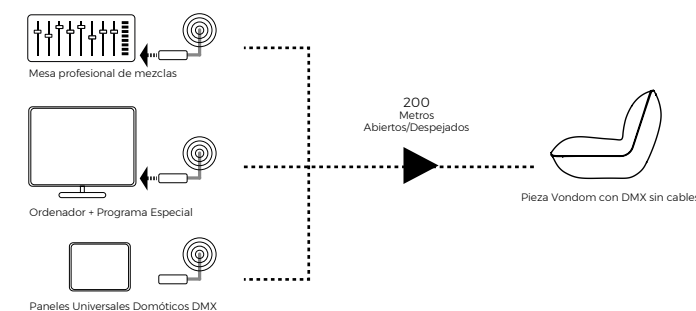 Mesa profesional de mezclas
200
Metros
Abiertos/Despejados
Pieza Vondom con DMX sin cables
Ordenador + Programa Especial
Paneles Universales Domóticos DMX